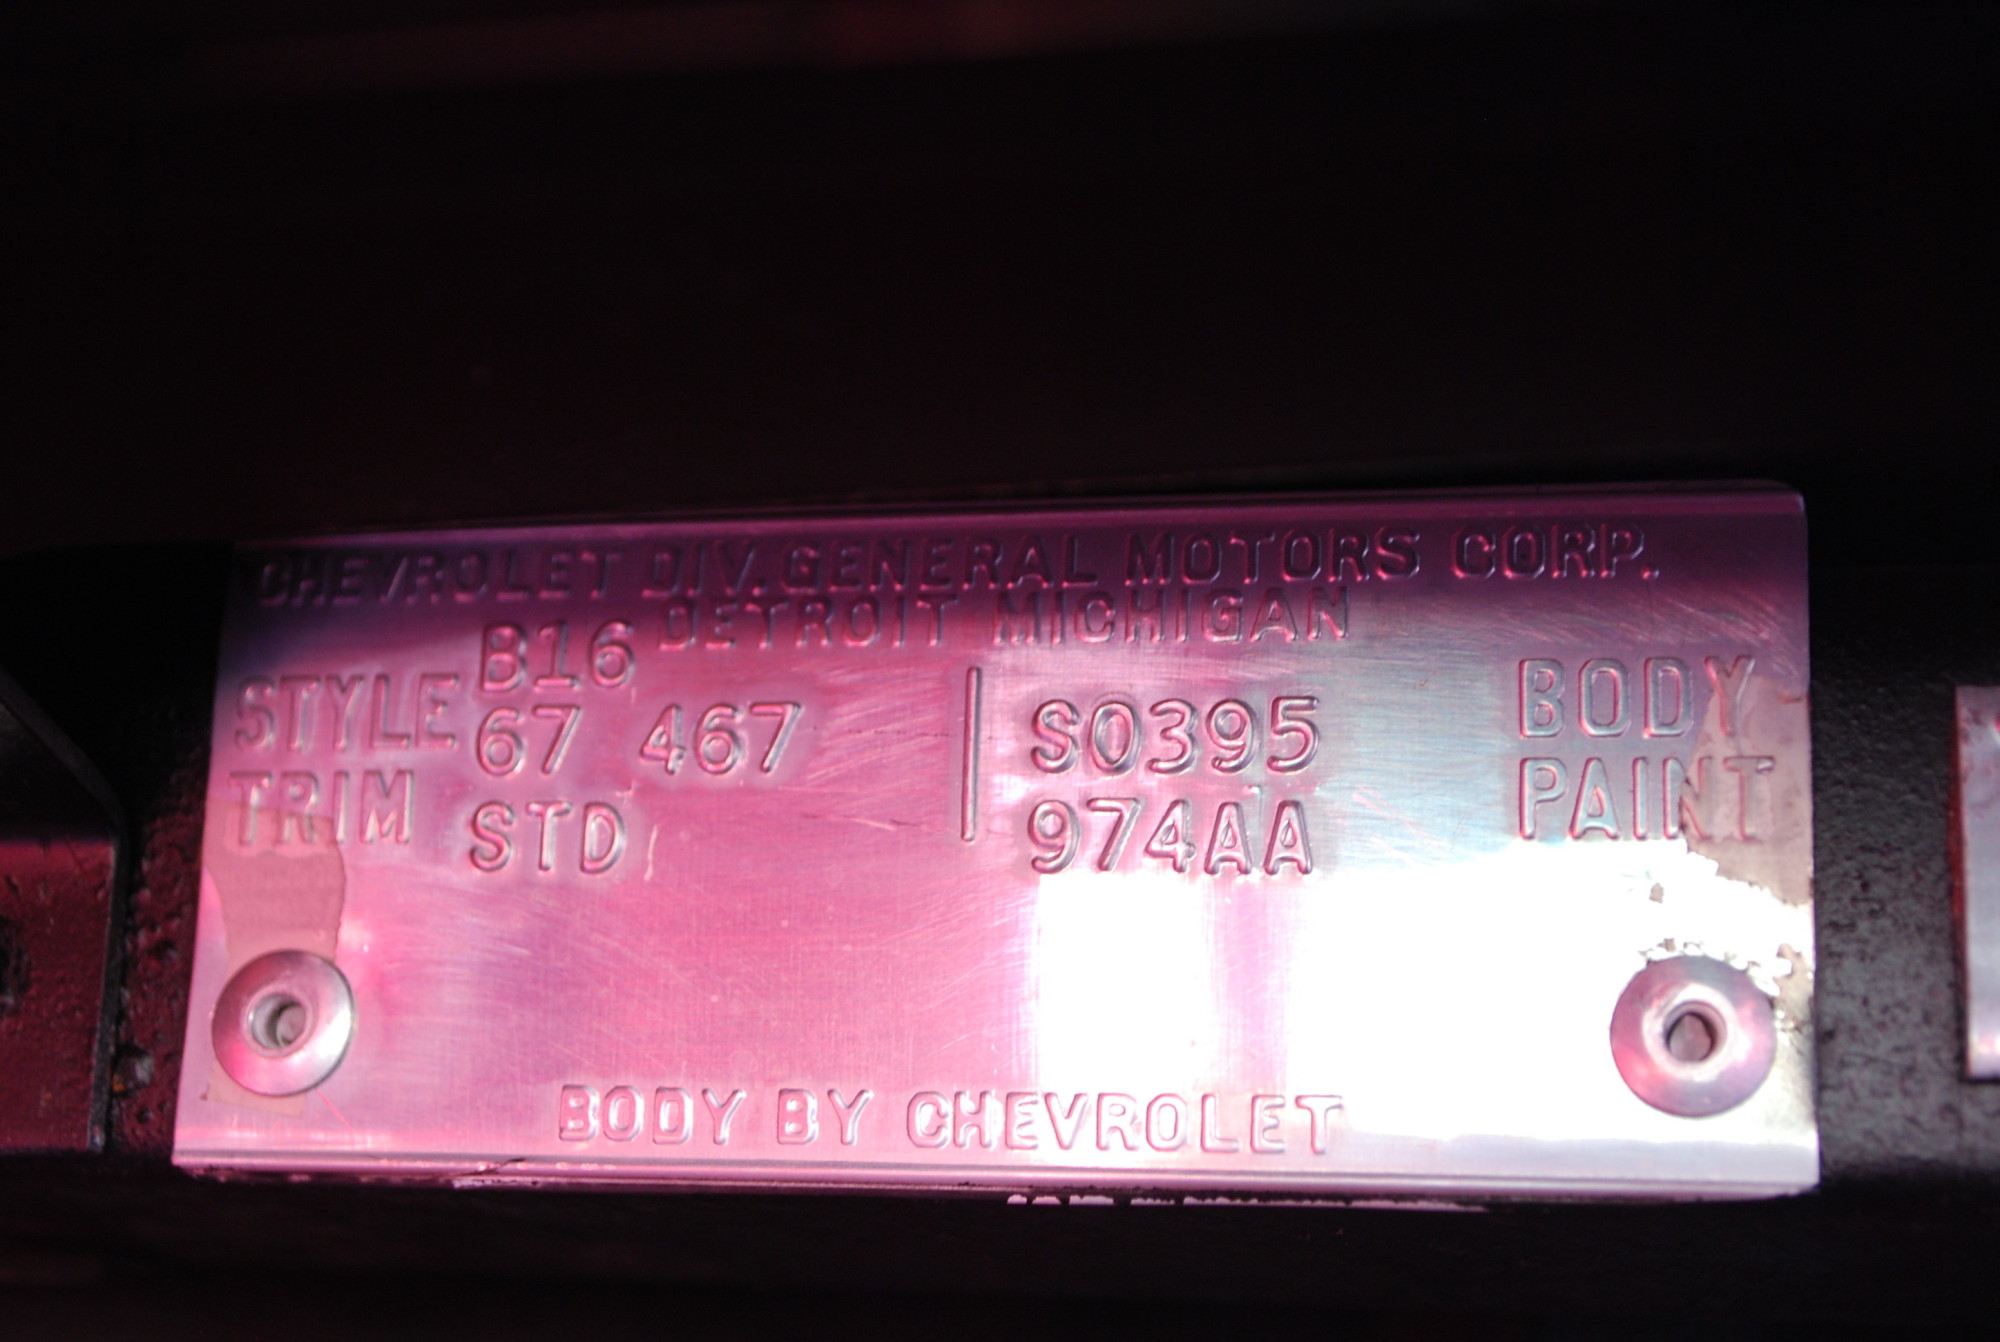 CHEVROLET DIV. GENERAL MOTORS CORP.
DETROIT MICHIGAN
B16
STYLE 67 467 S0395 BODY
TRIM STD 974AA PAINT
BODY BY CHEVROLET